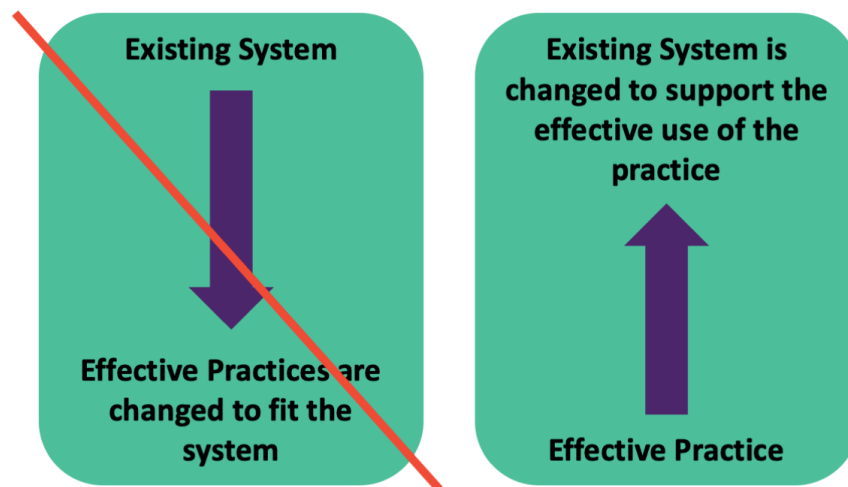 Existing System
Effective Practices are
changed to fit the
system
Existing System is
changed to support the
effective use of the
practice
Effective Practice